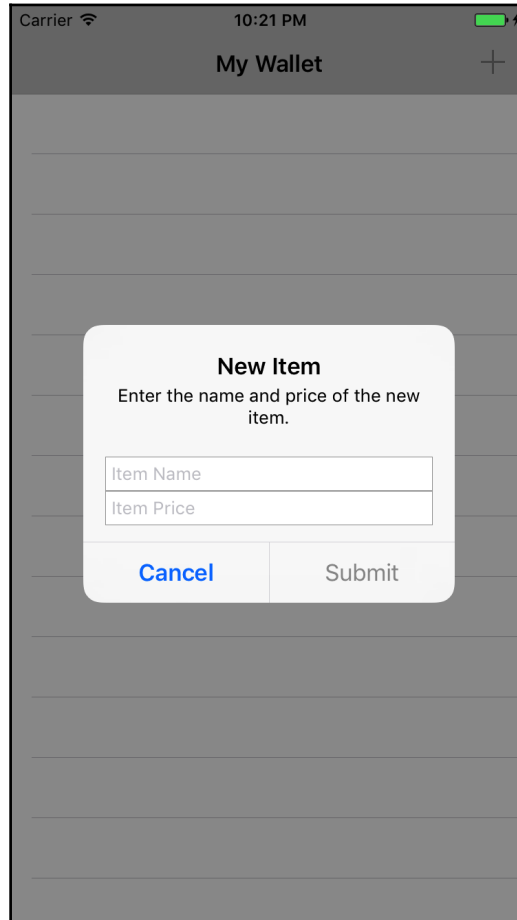 Carrier 10:21 PM
My Wallet
New Item
Enter the name and price of the new
item.
Item Name
Item Price
Cancel Submit